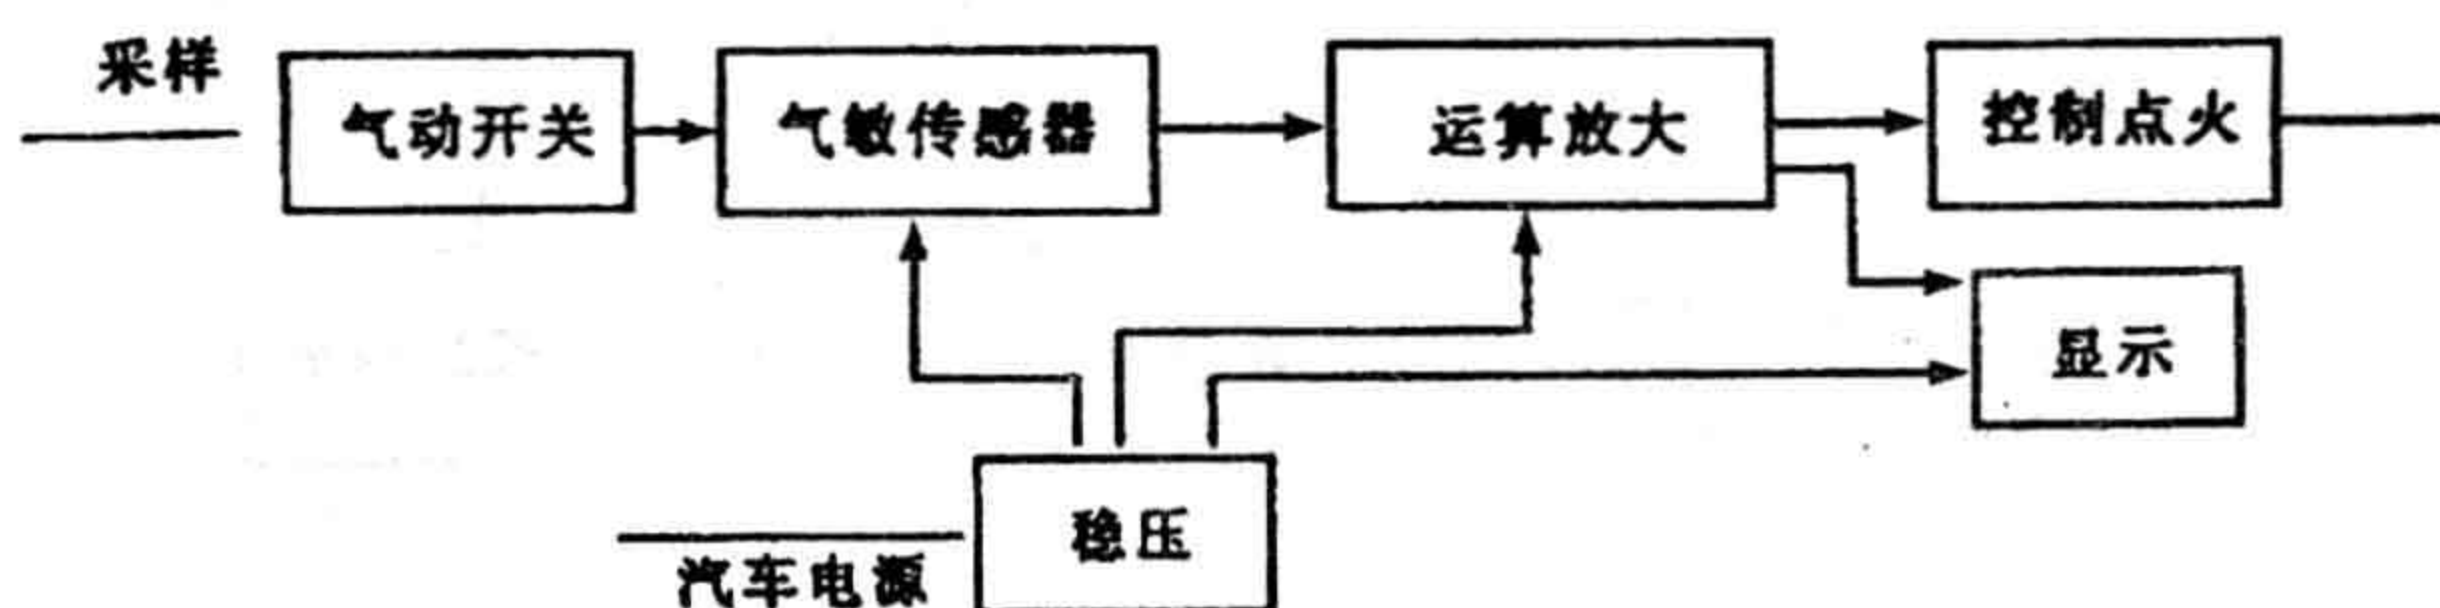 采样
气动开关
气敏传感器
运算放大
控制点火
显示
稳压
汽车电源